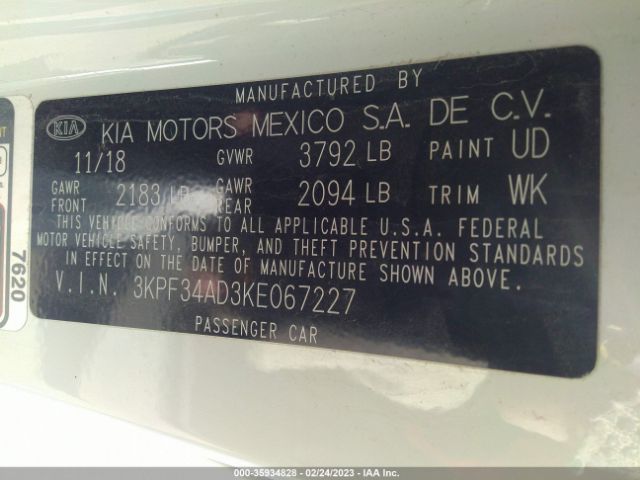 MANUFACTURED BY
KIA KIA MOTORS MEXICO S.A. DE C.V.
11/18 GVWR 3792 LB PAINT UD
GAWR FRONT 2183 LB GAWR REAR 2094 LB TRIM WK
THIS VEHICLE CONFORMS TO ALL APPLICABLE U.S.A. FEDERAL
MOTOR VEHICLE SAFETY, BUMPER, AND THEFT PREVENTION STANDARDS
IN EFFECT ON THE DATE OF MANUFACTURE SHOWN ABOVE.
V.I.N. 3KPF34AD3KE067227
PASSENGER CAR
7620
000-35934828 - 02/24/2023 - IAA Inc.